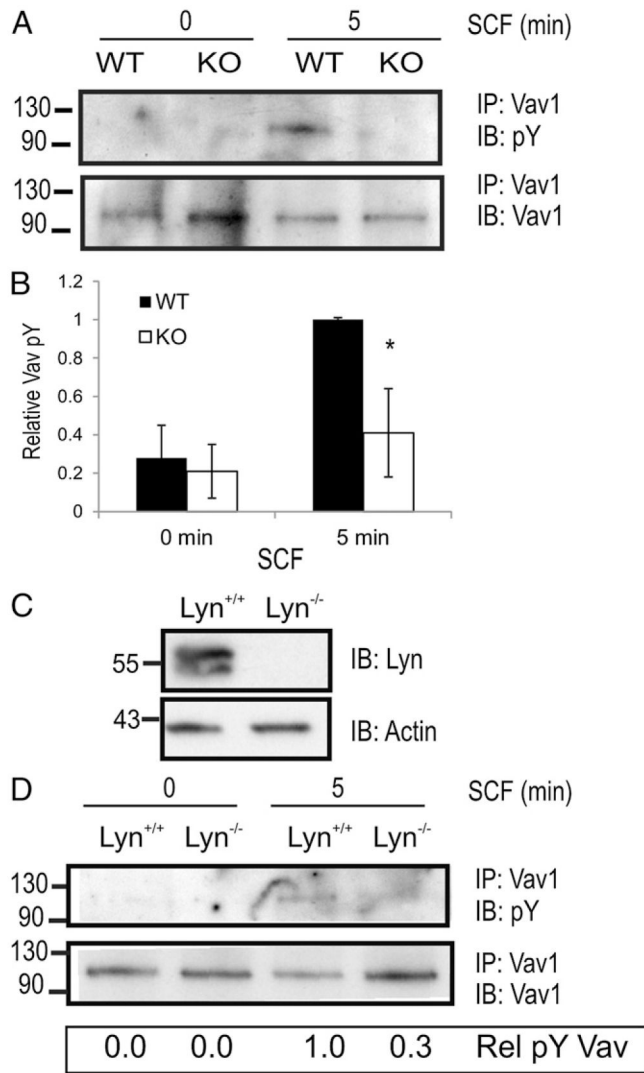 A
0 5 SCF (min)
WT KO WT KO
130
90
IP: Vav1
IB: pY
130
90
IP: Vav1
IB: Vav1
B
Relative Vav pY
1.2
1
0.8
0.6
0.4
0.2
0
WT
KO
*
0 min 5 min
SCF
C
Lyn+/+ Lyn-/-
55
IB: Lyn
43
IB: Actin
D
0 5 SCF (min)
Lyn+/+ Lyn-/- Lyn+/+ Lyn-/-
130
90
IP: Vav1
IB: pY
130
90
IP: Vav1
IB: Vav1
0.0 0.0 1.0 0.3 Rel pY Vav